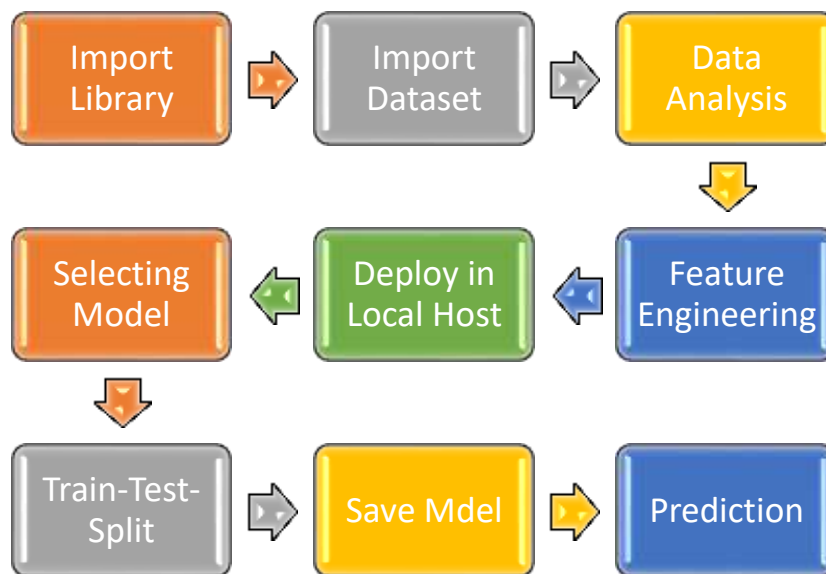 Import
Library
Import
Dataset
Data
Analysis
Feature
Engineering
Deploy in
Local Host
Selecting
Model
Train-Test-
Split
Save Mdel
Prediction